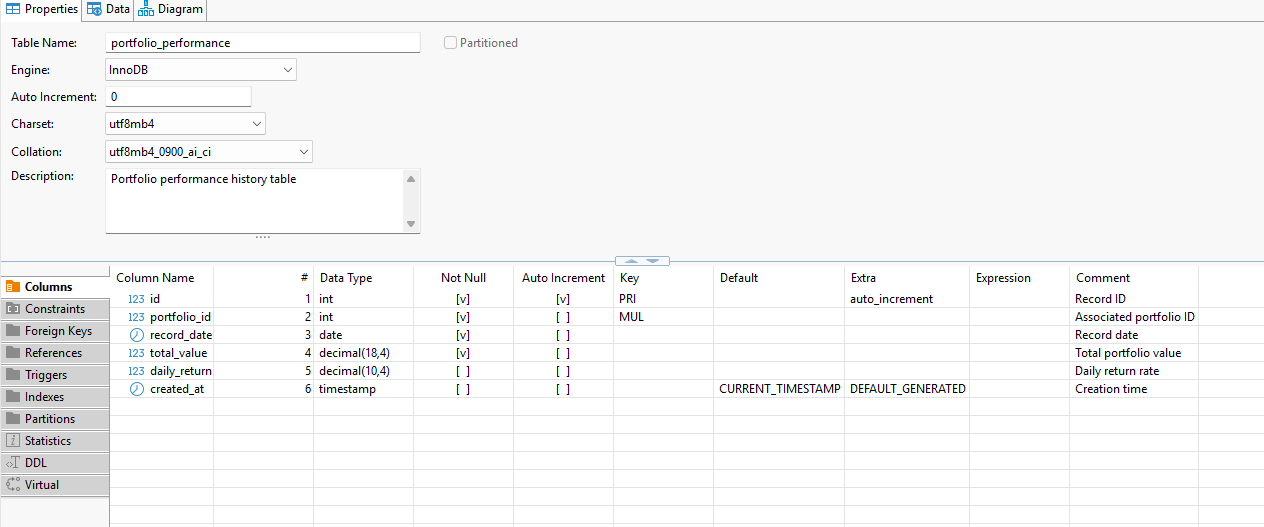 Properties Data Diagram
Table Name: portfolio_performance Partitioned
Engine: InnoDB
Auto Increment: 0
Charset: utf8mb4
Collation: utf8mb4_0900_ai_ci
Description: Portfolio performance history table
Column Name # Data Type Not Null Auto Increment Key Default Extra Expression Comment
123 id 1 int [v] [v] PRI auto_increment Record ID
123 portfolio_id 2 int [v] [ ] MUL Associated portfolio ID
record_date 3 date [v] [ ] Record date
123 total_value 4 decimal(18,4) [v] [ ] Total portfolio value
123 daily_return 5 decimal(10,4) [ ] [ ] Daily return rate
created_at 6 timestamp [ ] [ ] CURRENT_TIMESTAMP DEFAULT_GENERATED Creation time
Columns
Constraints
Foreign Keys
References
Triggers
Indexes
Partitions
Statistics
DDL
Virtual